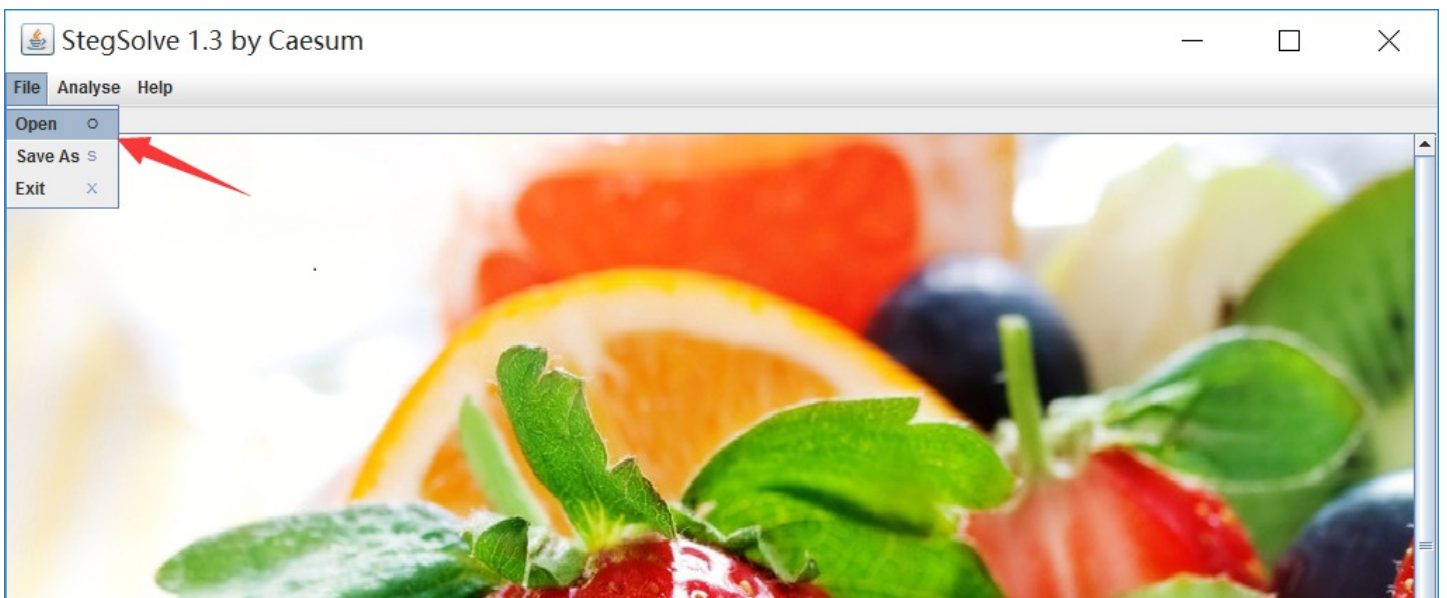 StegSolve 1.3 by Caesum
File Analyse Help
Open O
Save As S
Exit X